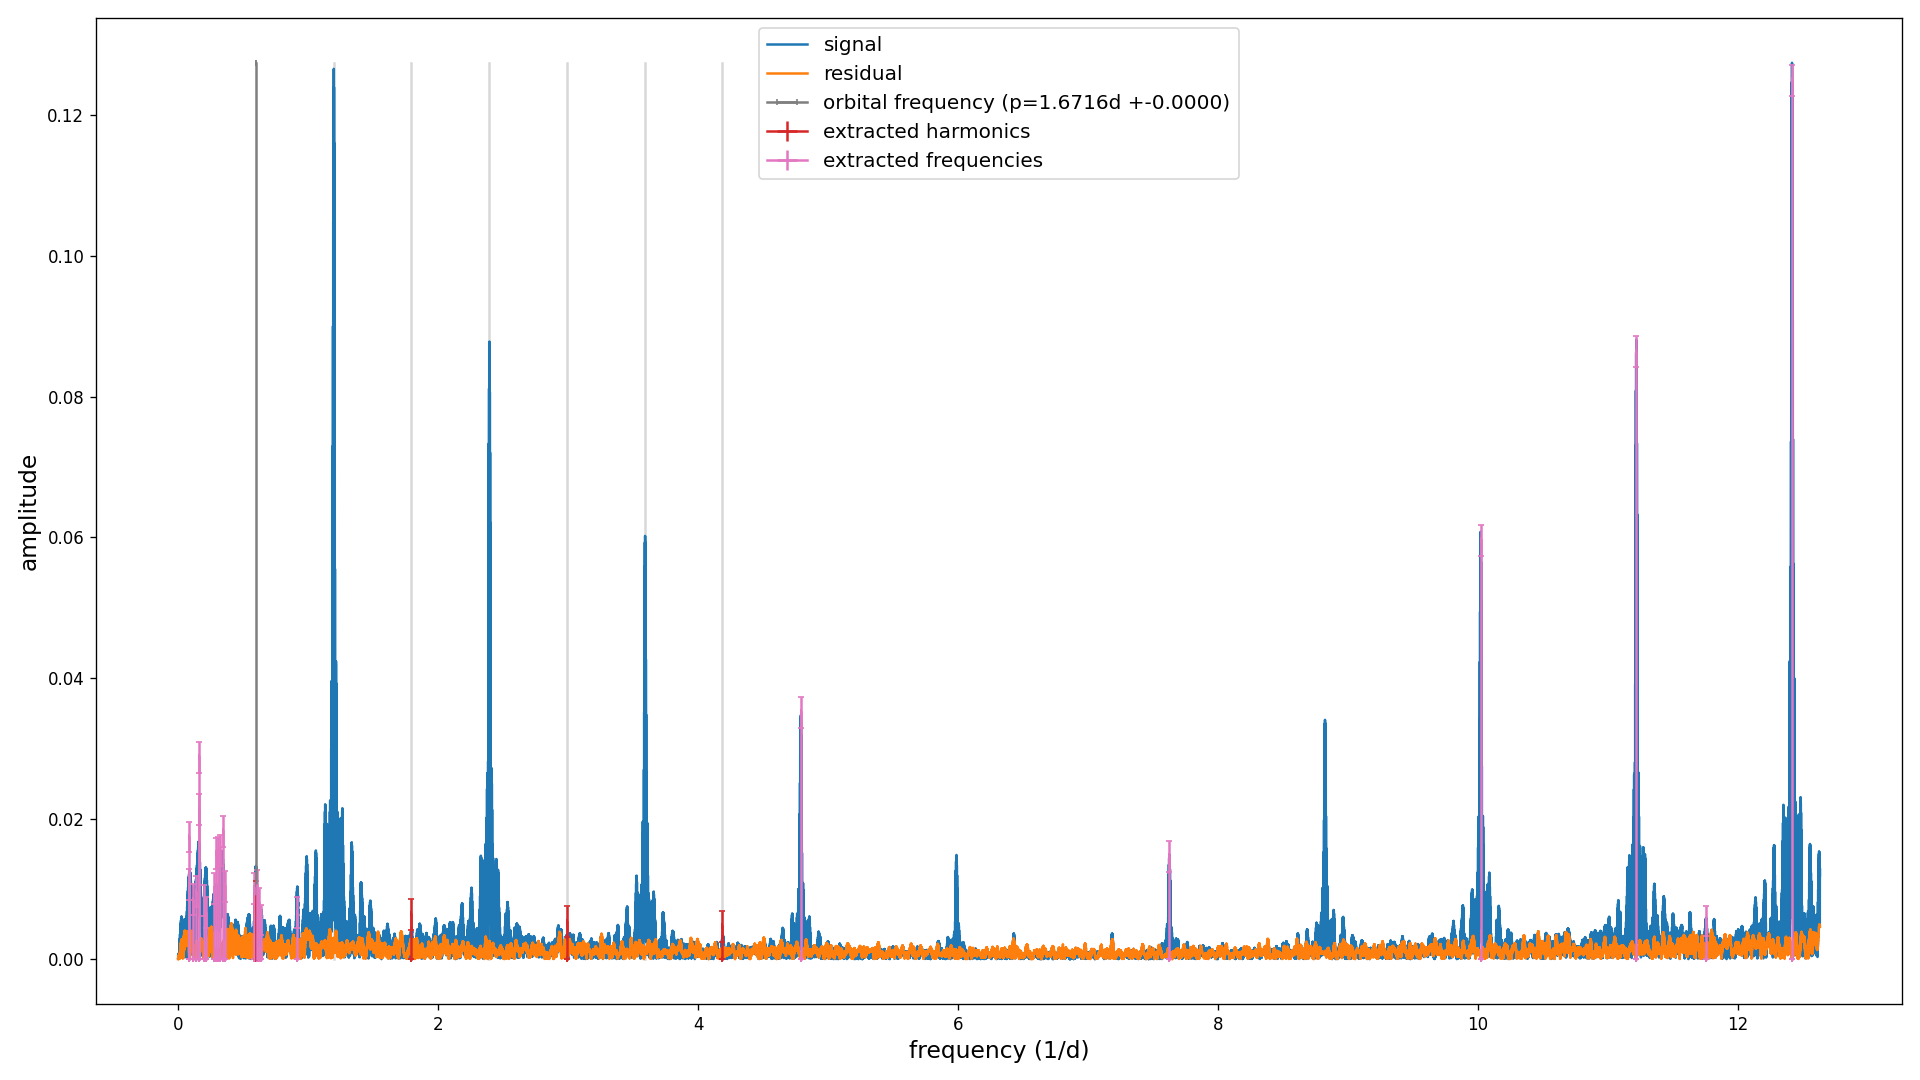 signal
residual
orbital frequency (p=1.6716d +-0.0000)
extracted harmonics
extracted frequencies
0.12
0.10
0.08
0.06
0.04
0.02
0.00
amplitude
0 2 4 6 8 10 12
frequency (1/d)